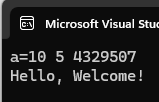 Microsoft Visual Stu
a=10 5 4329507
Hello, Welcome!